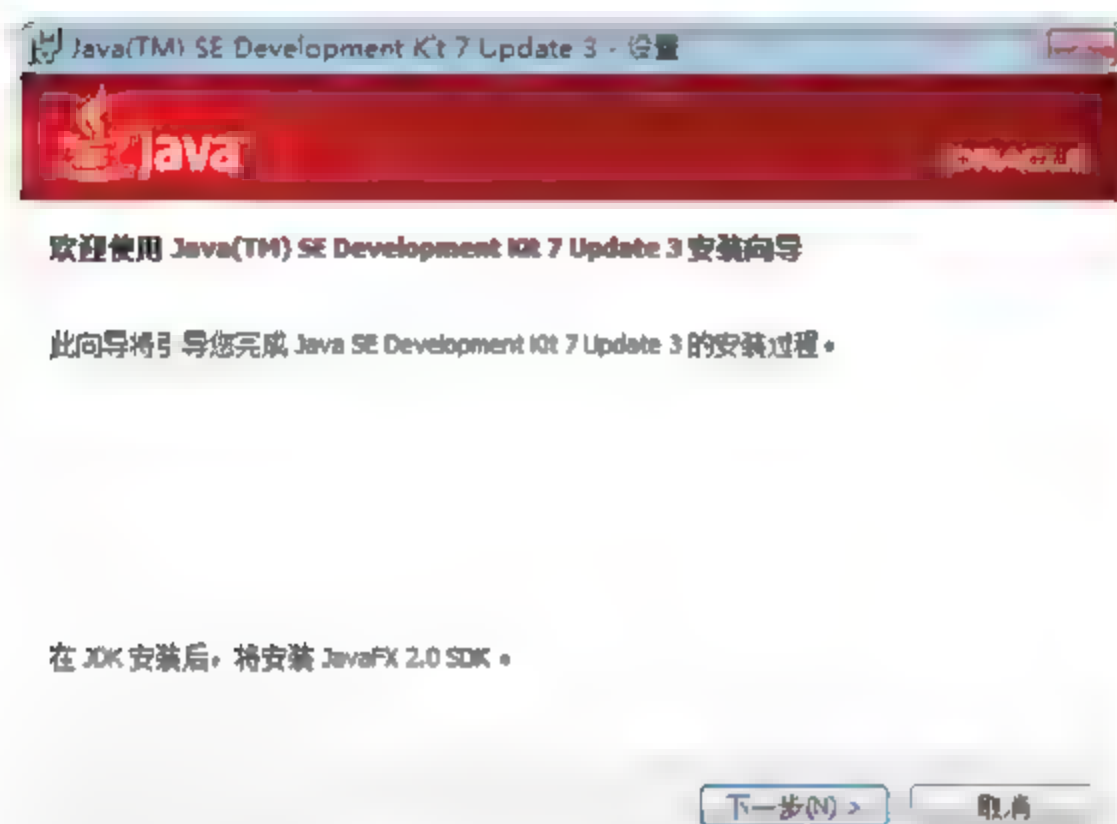 Java(TM) SE Development Kit 7 Update 3 - 设置
Java
欢迎使用 Java(TM) SE Development Kit 7 Update 3 安装向导
此向导将引导您完成 Java SE Development Kit 7 Update 3 的安装过程。
在 JDK 安装后，将安装 JavaFX 2.0 SDK。
下一步(N) >
取消